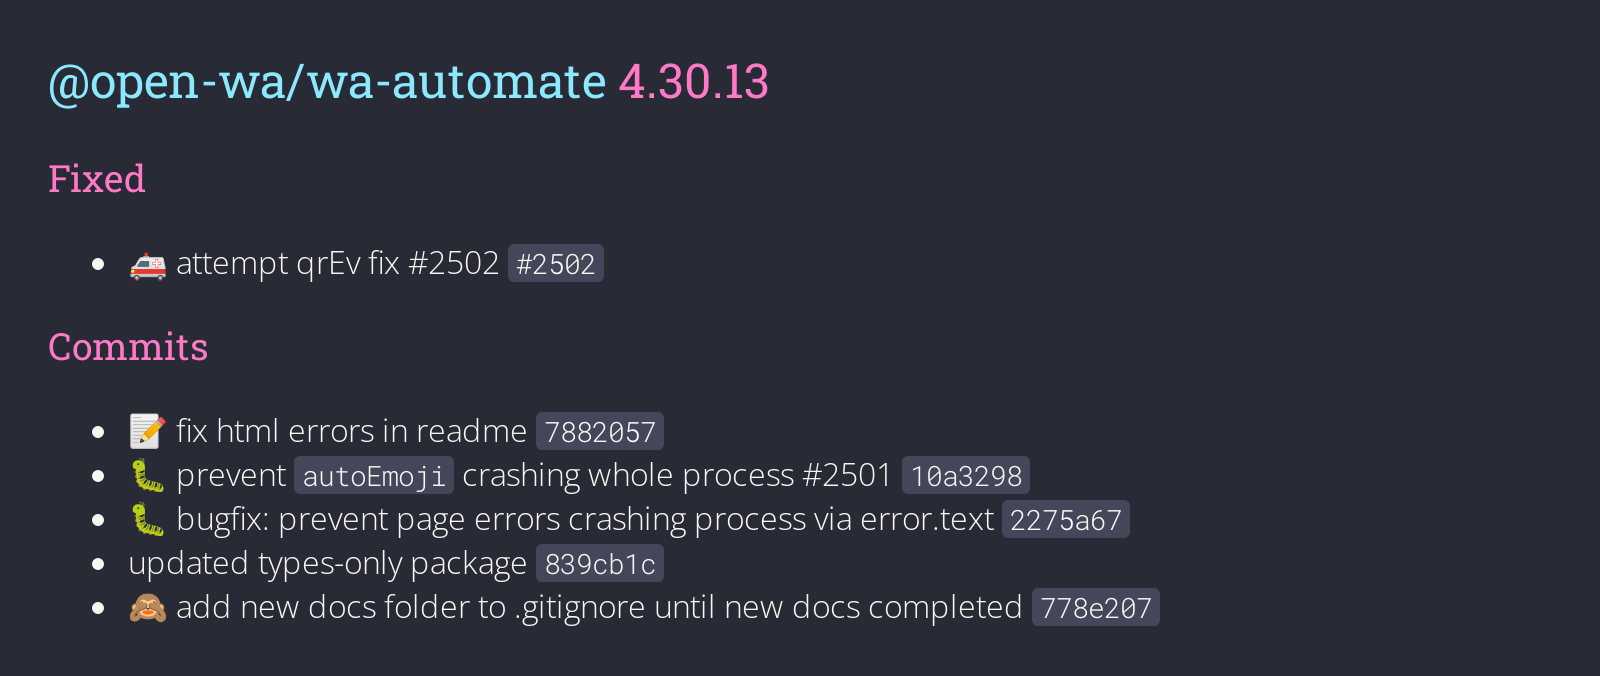 @open-wa/wa-automate 4.30.13
Fixed
• 🚑 attempt qrEv fix #2502 #2502
Commits
• 📝 fix html errors in readme 7882057
• 🐛 prevent autoEmoji crashing whole process #2501 10a3298
• 🐛 bugfix: prevent page errors crashing process via error.text 2275a67
• updated types-only package 839cb1c
• 🙈 add new docs folder to .gitignore until new docs completed 778e207